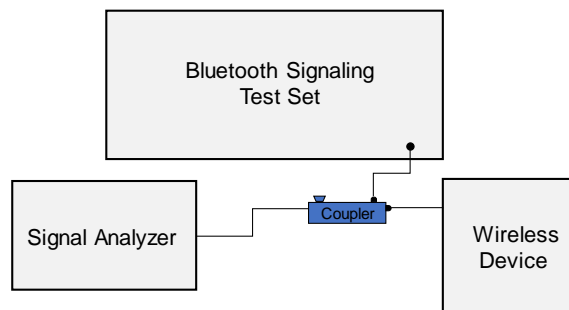 Bluetooth Signaling
Test Set
Coupler
Signal Analyzer
Wireless
Device